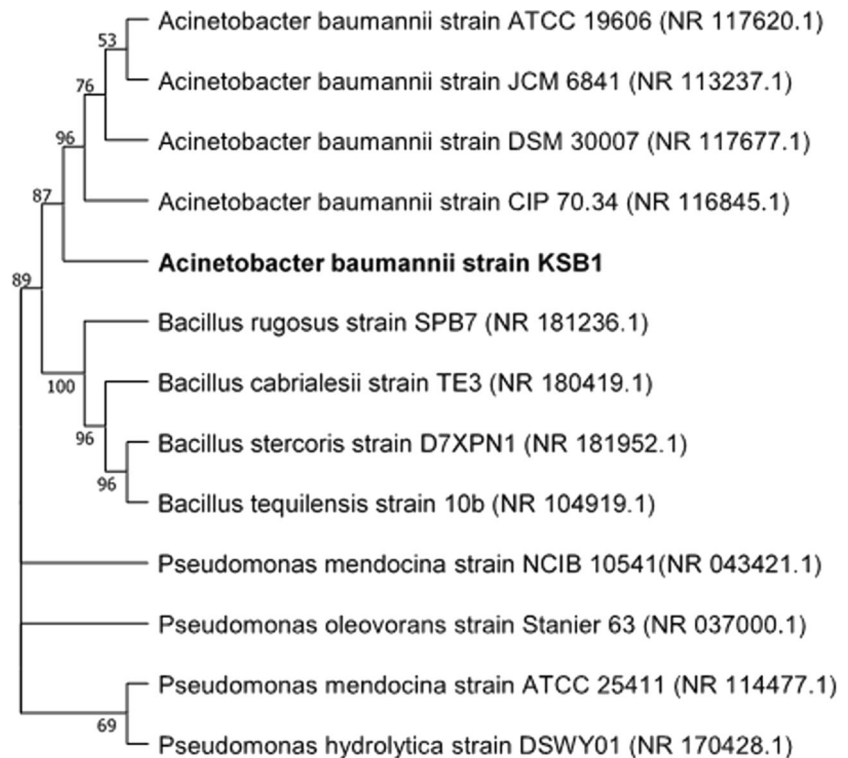 53
Acinetobacter baumannii strain ATCC 19606 (NR 117620.1)
76
Acinetobacter baumannii strain JCM 6841 (NR 113237.1)
96
Acinetobacter baumannii strain DSM 30007 (NR 117677.1)
87
Acinetobacter baumannii strain CIP 70.34 (NR 116845.1)
Acinetobacter baumannii strain KSB1
89
Bacillus rugosus strain SPB7 (NR 181236.1)
100
Bacillus cabrialesii strain TE3 (NR 180419.1)
96
Bacillus stercoris strain D7XPN1 (NR 181952.1)
96
Bacillus tequilensis strain 10b (NR 104919.1)
Pseudomonas mendocina strain NCIB 10541(NR 043421.1)
Pseudomonas oleovorans strain Stanier 63 (NR 037000.1)
Pseudomonas mendocina strain ATCC 25411 (NR 114477.1)
69
Pseudomonas hydrolytica strain DSWY01 (NR 170428.1)